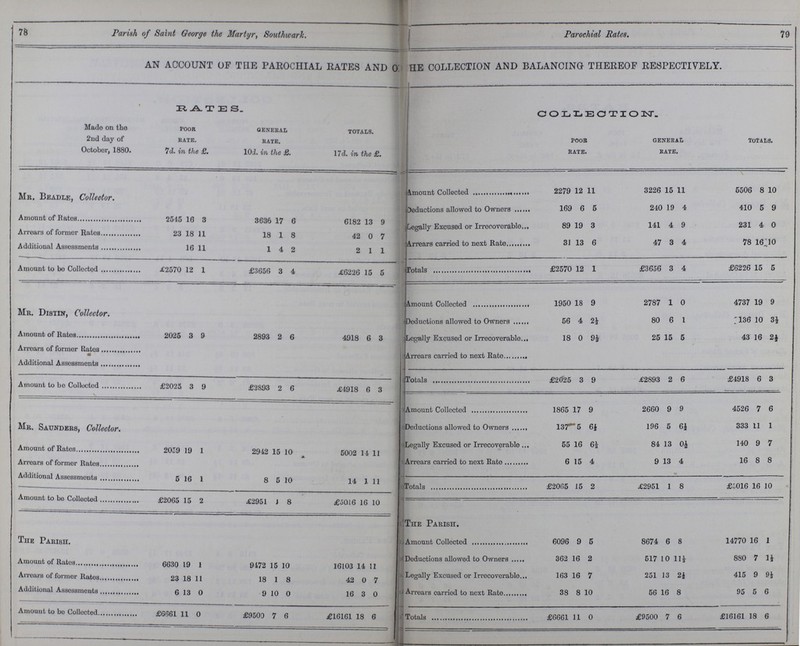 78 Parish of Saint George the Martyr, Southwark.
AN ACCOUNT OF THE PAROCHIAL RATES AND O
RATES.
Made on the 2nd day of October, 1880. POOR RATE. 7d. in the £. GENERAL RATE. 10d. in the £. TOTALS. 17d. in the £.
MR. BEADLE, Collector.
Amount of Rates 2545 16 3 3636 17 6 6182 13 9
Arrears of former Rates 23 18 11 18 1 8 42 0 7
Additional Assessments 16 11 1 4 2 2 1 1
Amount to be Collected £2570 12 1 £3656 3 4 £6226 15 5
MR. DISTIN, Collector.
Amount of Rates 2025 3 9 2893 2 6 4918 6 3
Arrears of former Rates
Additional Assessments
Amount to be Collected £2025 3 9 £2893 2 6 £4918 6 3
MR. SAUNDERS, Collector.
Amount of Rates 2059 19 1 2942 15 10 5002 14 11
Arrears of former Rates
Additional Assessments 5 16 1 8 5 10 14 1 11
Amount to be Collected £2065 15 2 £2951 1 8 £5016 16 10
THE PARISH.
Amount of Rates 6630 19 1 9472 15 10 16103 14 11
Arrears of former Rates 23 18 11 18 1 8 42 0 7
Additional Assessments 6 13 0 9 10 0 16 3 0
Amount to be Collected £6661 11 0 £9500 7 6 £16161 18 6
Parochial Rates. 79
HE COLLECTION AND BALANCING THEREOF RESPECTIVELY.
COLLECTION.
POOR RATE. GENERAL RATE. TOTALS.
Amount Collected 2279 12 11 3226 15 11 5506 8 10
Deductions allowed to Owners 169 6 5 240 19 4 410 5 9
Legally Excused or Irrecoverable... 89 19 3 141 4 9 231 4 0
Arrears carried to next Rate 31 13 6 47 3 4 78 16 10
Totals £2570 12 1 £3656 3 4 £6226 15 5
Amount Collected 1950 18 9 2787 1 0 4737 19 9
Deductions allowed to Owners 56 4 2½ 80 6 1 136 10 3½
Legally Excused or Irrecoverable... 18 0 9½ 25 15 5 43 16 2½
Arrears carried to next Rate
Totals £2025 3 9 £2893 2 6 £4918 6 3
Amount Collected 1865 17 9 2660 9 9 4526 7 6
Deductions allowed to Owners 137 5 6½ 196 5 6½ 333 11 1
Legally Excused or Irrecoverable ... 55 16 6½ 84 13 0½ 140 9 7
Arrears carried to next Rate 6 15 4 9 13 4 16 8 8
Totals £2065 15 2 £2951 1 8 £5016 16 10
THE PARISH.
Amount Collected 6096 9 5 8674 6 8 14770 16 1
Deductions allowed to Owners 362 16 2 517 10 11½ 880 7 1½
Legally Excused or Irrecoverable... 163 16 7 251 13 2½ 415 9 9½
Arrears carried to next Rate 38 8 10 56 16 8 95 5 6
Totals £6661 11 0 £9500 7 6 £16161 18 6